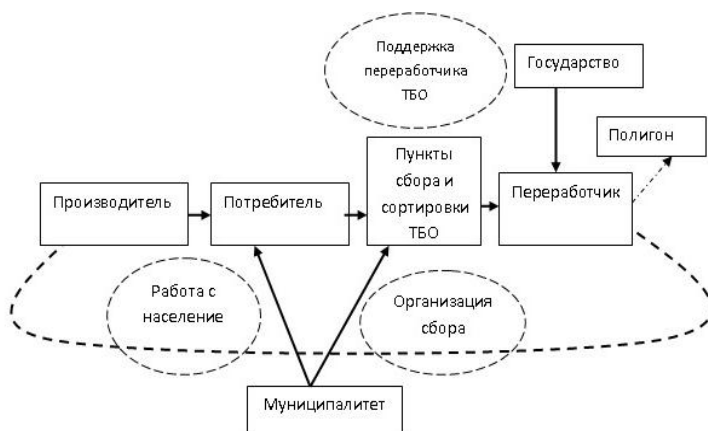 Поддержка
переработчика
ТБО
Государство
Полигон
Пункты
сбора и
сортировки
ТБО
Производитель
Потребитель
Переработчик
Работа с
население
Организация
сбора
Муниципалитет